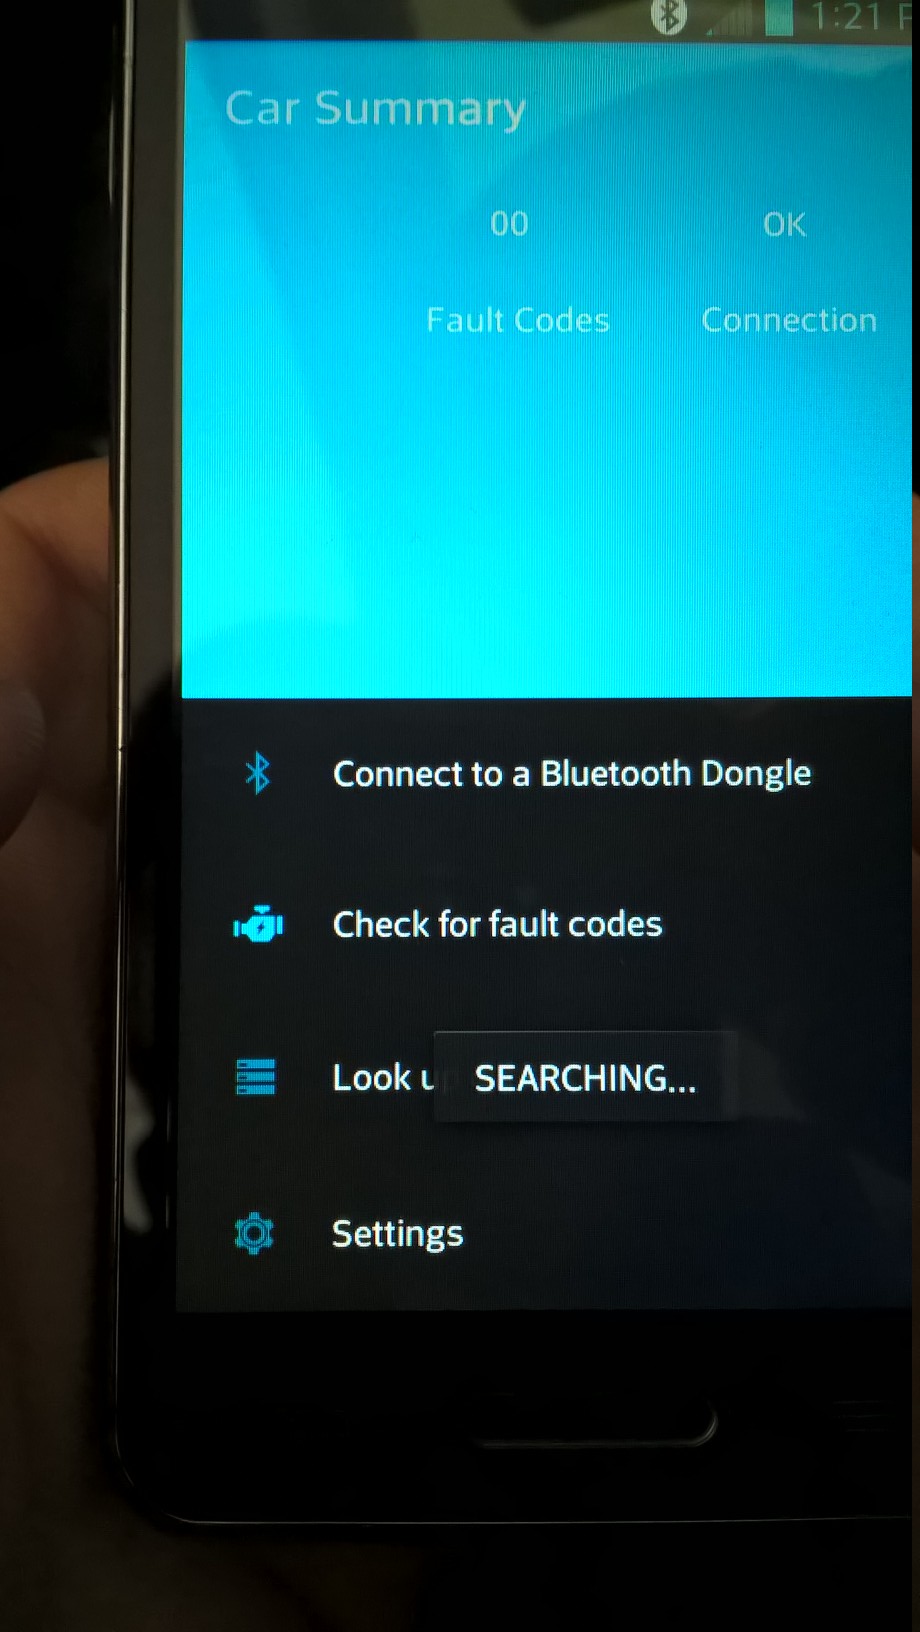 1:21
Car Summary
00 OK
Fault Codes Connection
Connect to a Bluetooth Dongle
Check for fault codes
Look up SEARCHING...
Settings